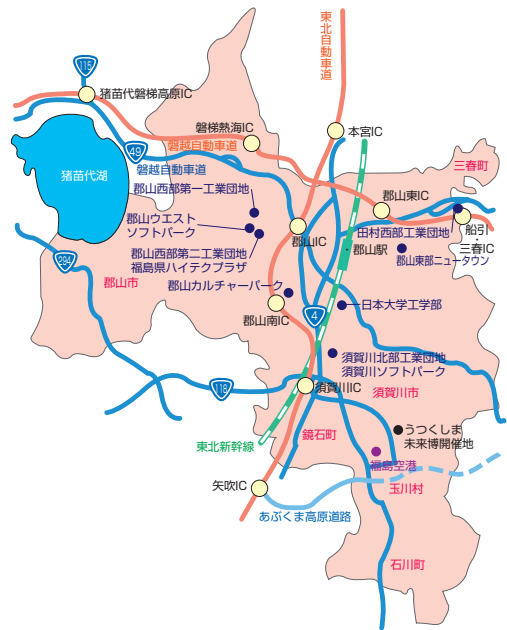 東北自動車道
115
猪苗代磐梯高原IC
磐梯熱海IC
本宮IC
49
磐越自動車道
磐越自動車道
三春町
猪苗代湖
郡山西部第一工業団地
郡山東IC
郡山ウエスト
ソフトパーク
田村西部工業団地
船引
三春IC
郡山IC
郡山駅
郡山西部第二工業団地
福島県ハイテクプラザ
郡山東部ニュータウン
294
郡山市
郡山カルチャーパーク
日本大学工学部
郡山南IC
4
須賀川北部工業団地
須賀川ソフトパーク
118
須賀川IC
須賀川市
うつくしま
未来博開催地
鏡石町
東北新幹線
福島空港
矢吹IC
玉川村
あぶくま高原道路
石川町